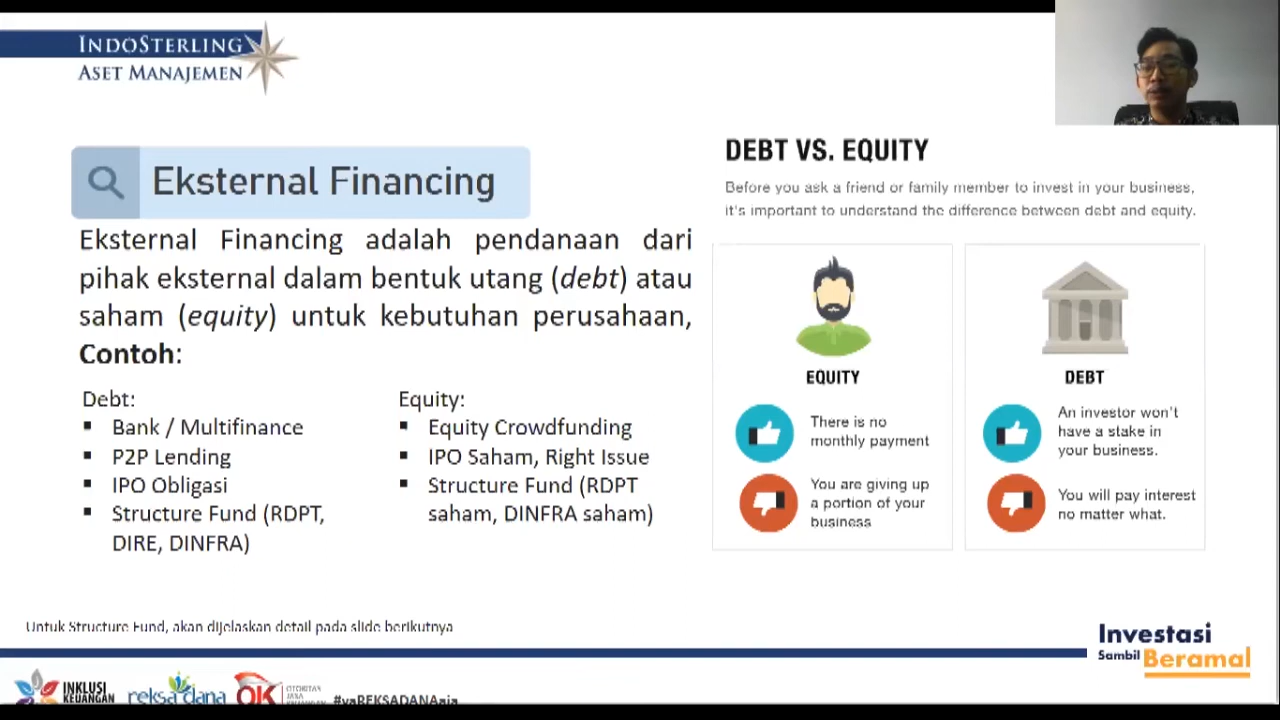 INDOSTERLING
ASET MANAJEMEN
Eksternal Financing
Eksternal Financing adalah pendanaan dari
pihak eksternal dalam bentuk utang (debt) atau
saham (equity) untuk kebutuhan perusahaan,
Contoh:
Debt:
▪ Bank / Multifinance
▪ P2P Lending
▪ IPO Obligasi
▪ Structure Fund (RDPT,
DIRE, DINFRA)
Equity:
▪ Equity Crowdfunding
▪ IPO Saham, Right Issue
▪ Structure Fund (RDPT
saham, DINFRA saham)
DEBT VS. EQUITY
Before you ask a friend or family member to invest in your business,
it's important to understand the difference between debt and equity.
EQUITY
There is no
monthly payment
You are giving up
a portion of your
business
DEBT
An investor won't
have a stake in
your business.
You will pay interest
no matter what.
Untuk Structure Fund, akan dijelaskan detail pada slide berikutnya
Investasi
Sambil Beramal
INKLUSI
KEUANGAN
reksa dana
OTORITAS
JASA
KEUANGAN
#yaREKSADANAaja